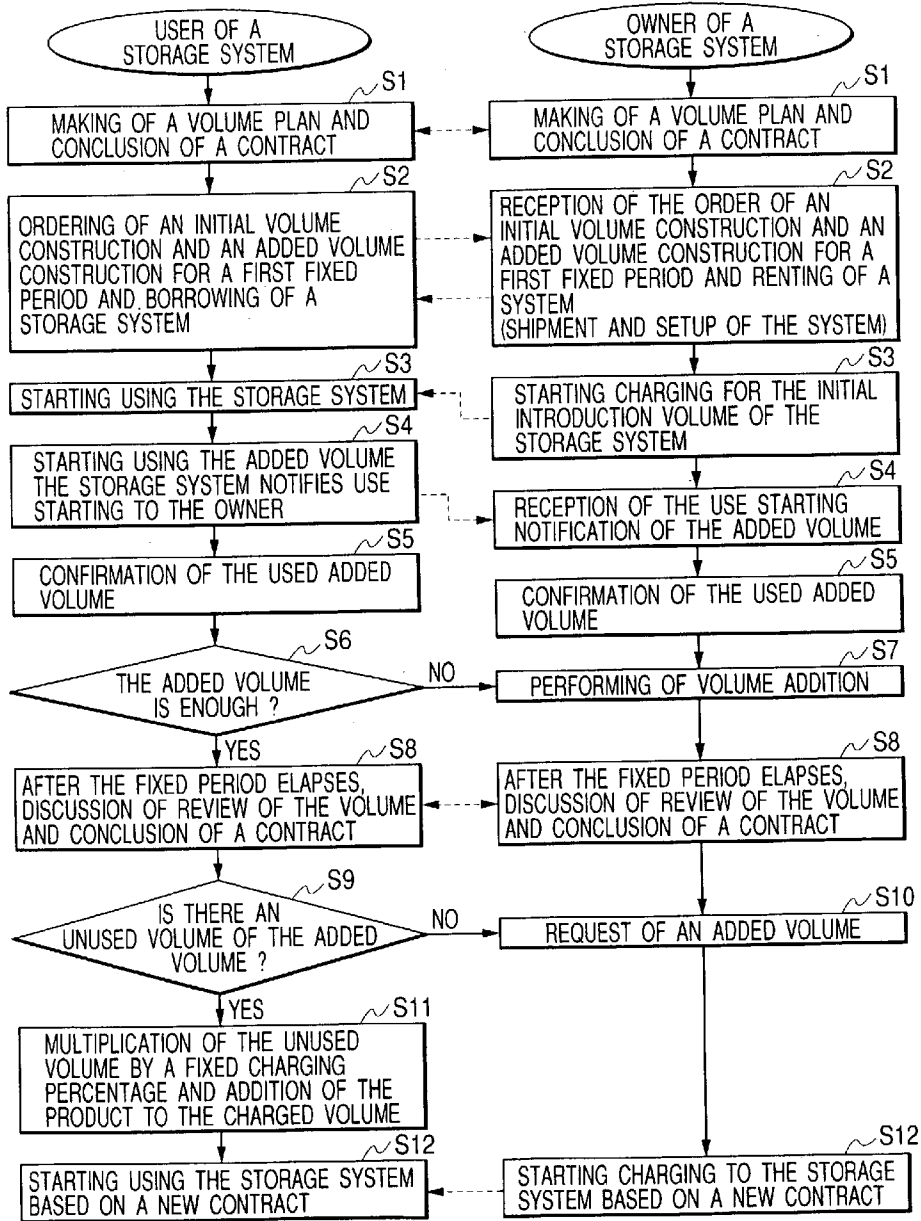 USER OF A
STORAGE SYSTEM
S1
MAKING OF A VOLUME PLAN AND
CONCLUSION OF A CONTRACT
S2
ORDERING OF AN INITIAL VOLUME
CONSTRUCTION AND AN ADDED VOLUME
CONSTRUCTION FOR A FIRST FIXED
PERIOD AND BORROWING OF A
STORAGE SYSTEM
S3
STARTING USING THE STORAGE SYSTEM
S4
STARTING USING THE ADDED VOLUME
THE STORAGE SYSTEM NOTIFIES USE
STARTING TO THE OWNER
S5
CONFIRMATION OF THE USED ADDED
VOLUME
S6
THE ADDED VOLUME
IS ENOUGH ?
NO
YES
S8
AFTER THE FIXED PERIOD ELAPSES,
DISCUSSION OF REVIEW OF THE VOLUME
AND CONCLUSION OF A CONTRACT
S9
IS THERE AN
UNUSED VOLUME OF THE ADDED
VOLUME ?
NO
YES
S11
MULTIPLICATION OF THE UNUSED
VOLUME BY A FIXED CHARGING
PERCENTAGE AND ADDITION OF THE
PRODUCT TO THE CHARGED VOLUME
S12
STARTING USING THE STORAGE SYSTEM
BASED ON A NEW CONTRACT
OWNER OF A
STORAGE SYSTEM
S1
MAKING OF A VOLUME PLAN AND
CONCLUSION OF A CONTRACT
S2
RECEPTION OF THE ORDER OF AN
INITIAL VOLUME CONSTRUCTION AND AN
ADDED VOLUME CONSTRUCTION FOR A
FIRST FIXED PERIOD AND RENTING OF A
SYSTEM
(SHIPMENT AND SETUP OF THE SYSTEM)
S3
STARTING CHARGING FOR THE INITIAL
INTRODUCTION VOLUME OF THE
STORAGE SYSTEM
S4
RECEPTION OF THE USE STARTING
NOTIFICATION OF THE ADDED VOLUME
S5
CONFIRMATION OF THE USED ADDED
VOLUME
S7
PERFORMING OF VOLUME ADDITION
S8
AFTER THE FIXED PERIOD ELAPSES,
DISCUSSION OF REVIEW OF THE VOLUME
AND CONCLUSION OF A CONTRACT
S10
REQUEST OF AN ADDED VOLUME
S12
STARTING CHARGING TO THE STORAGE
SYSTEM BASED ON A NEW CONTRACT